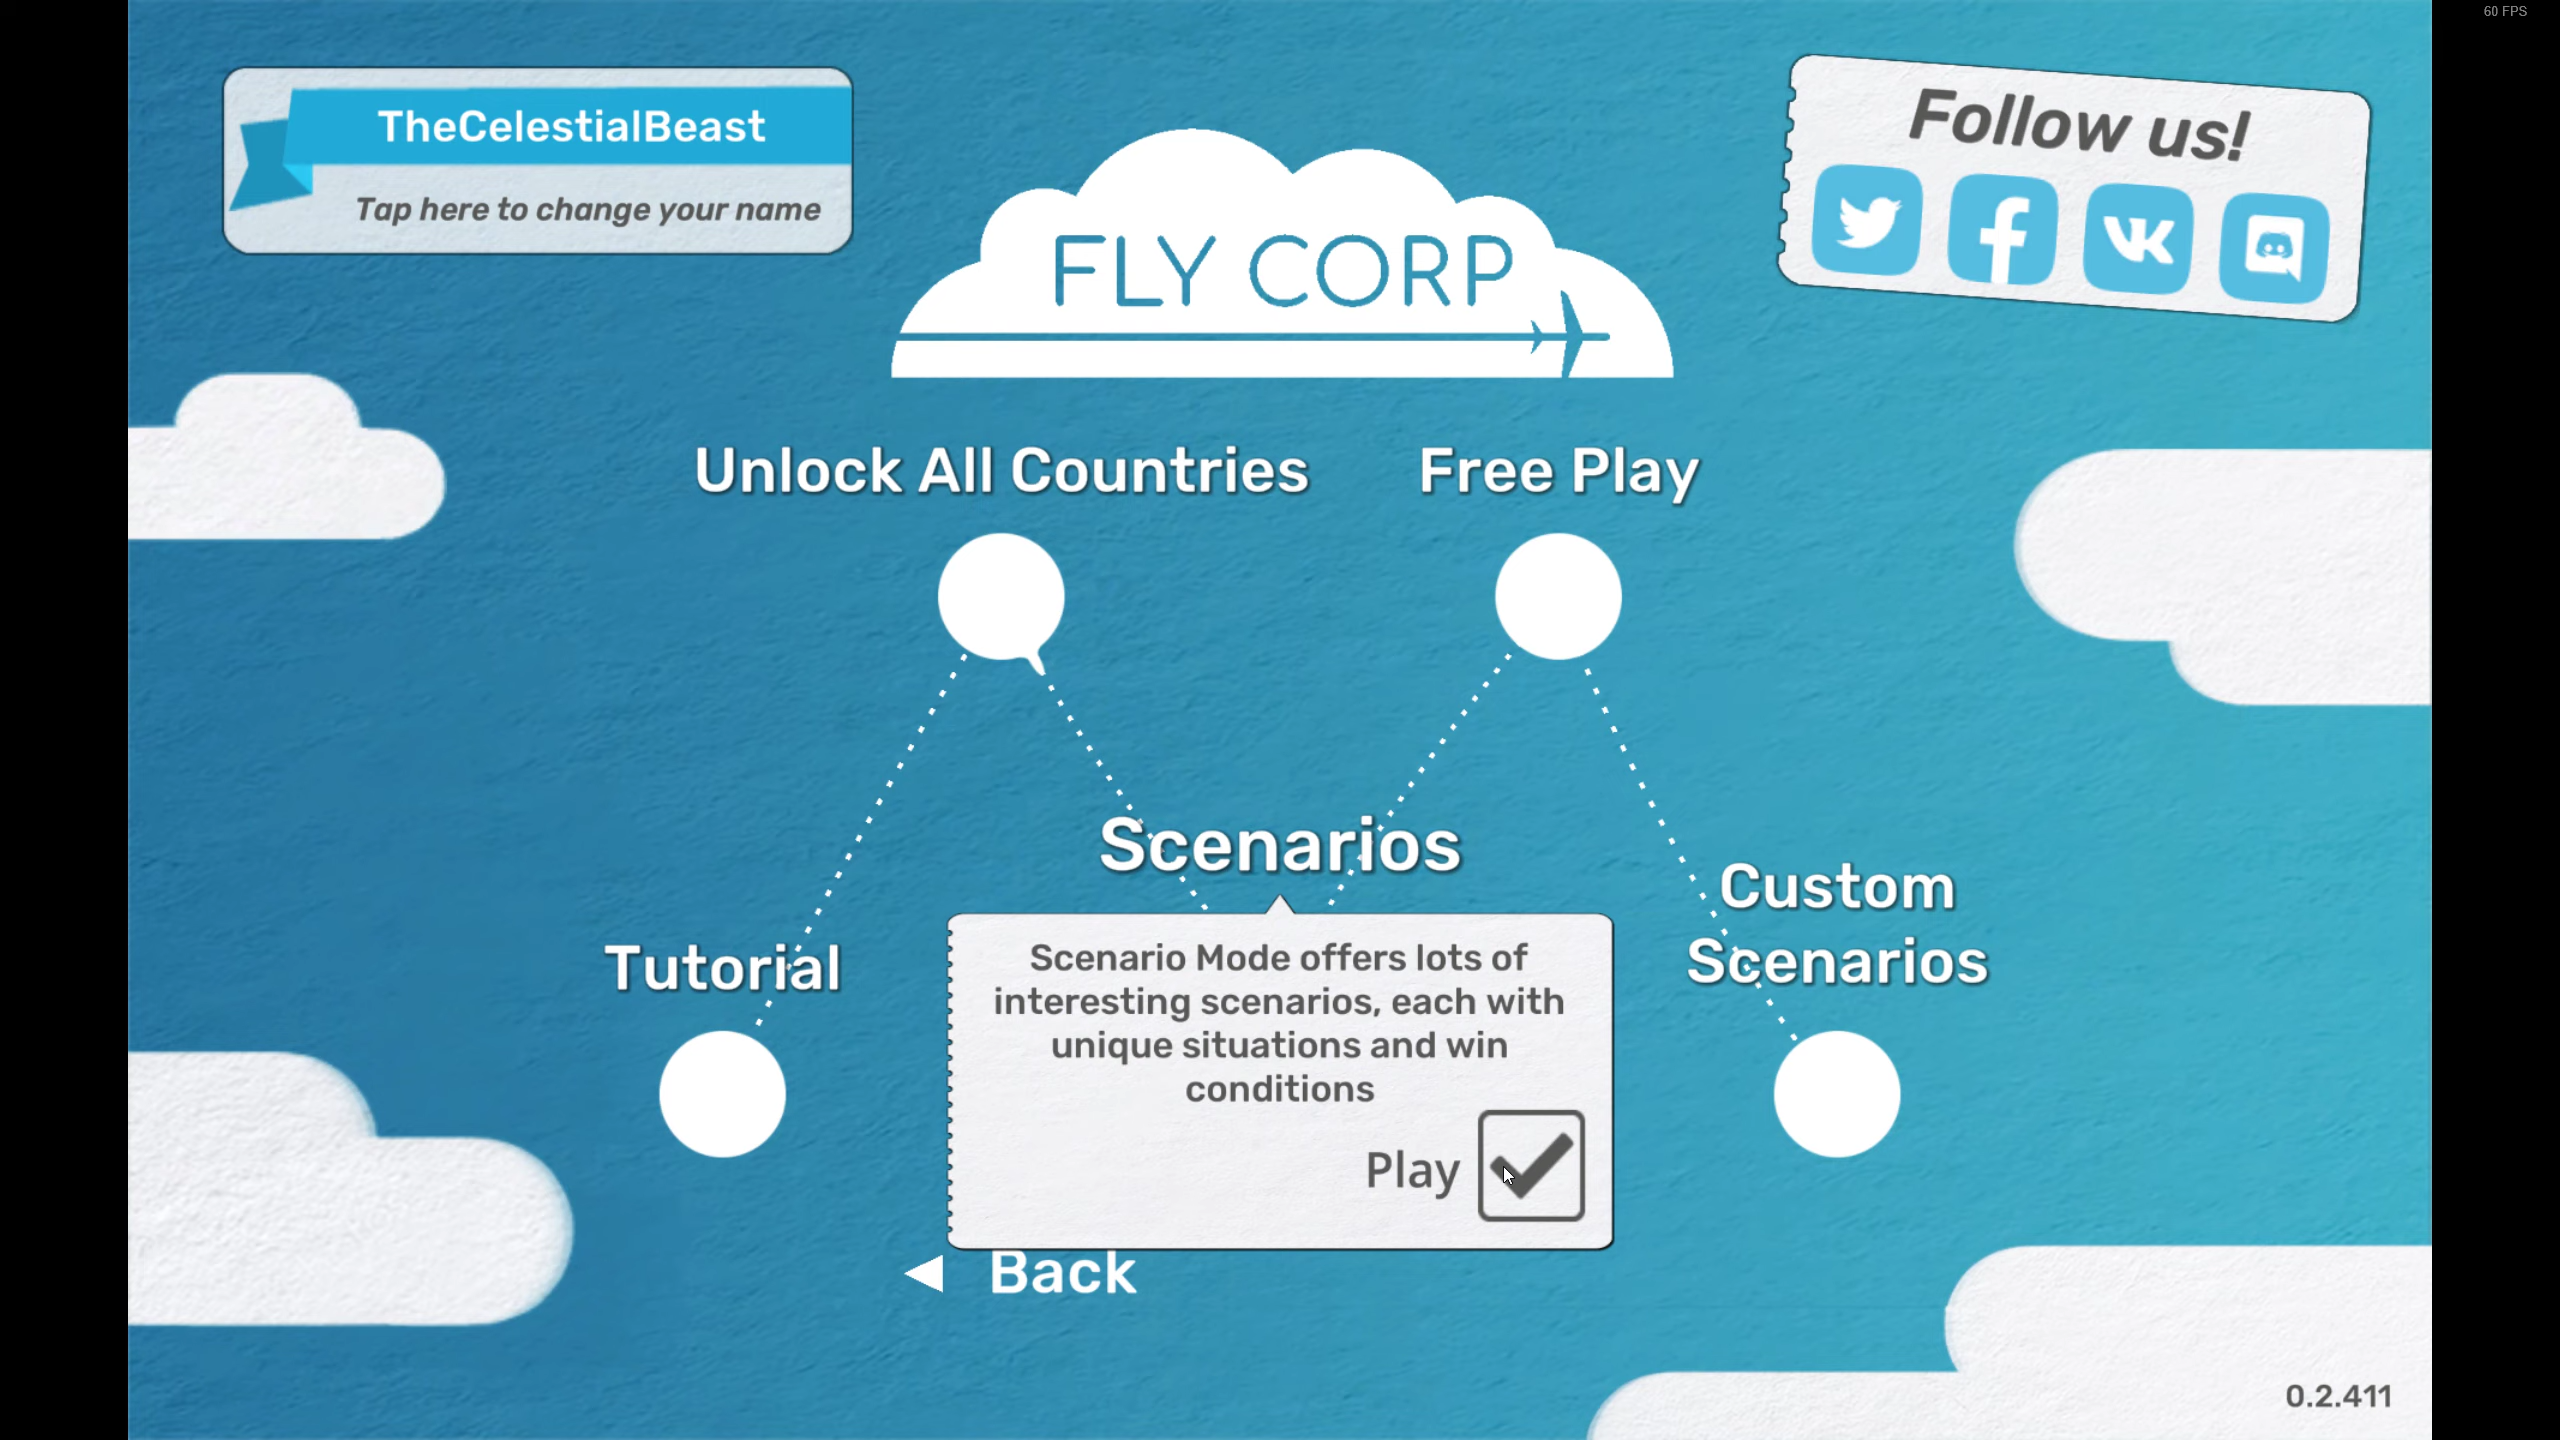 60 FPS
TheCelestialBeast
Tap here to change your name
Follow us!
FLY CORP
Unlock All Countries
Free Play
Scenarios
Custom
Scenarios
Tutorial
Scenario Mode offers lots of
interesting scenarios, each with
unique situations and win
conditions
Play
Back
0.2.411